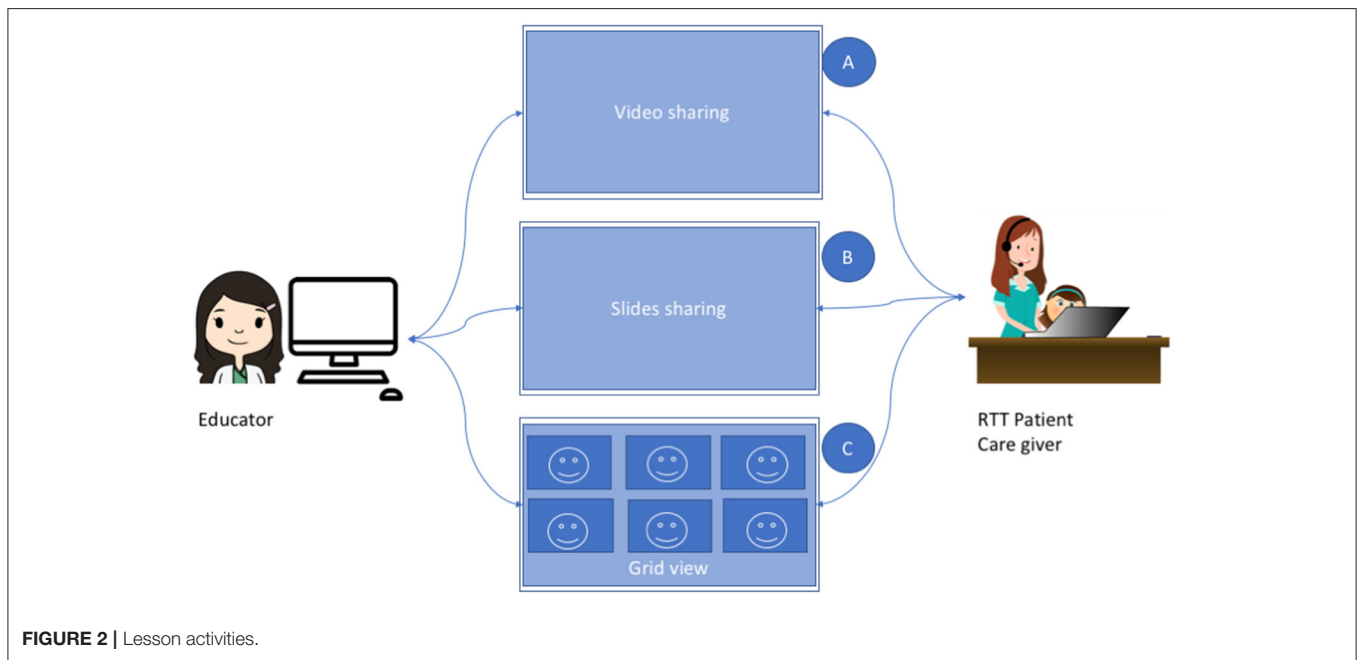 A
Video sharing
B
Slides sharing
Educator
RTT Patient
Care giver
C
Grid view
FIGURE 2 | Lesson activities.